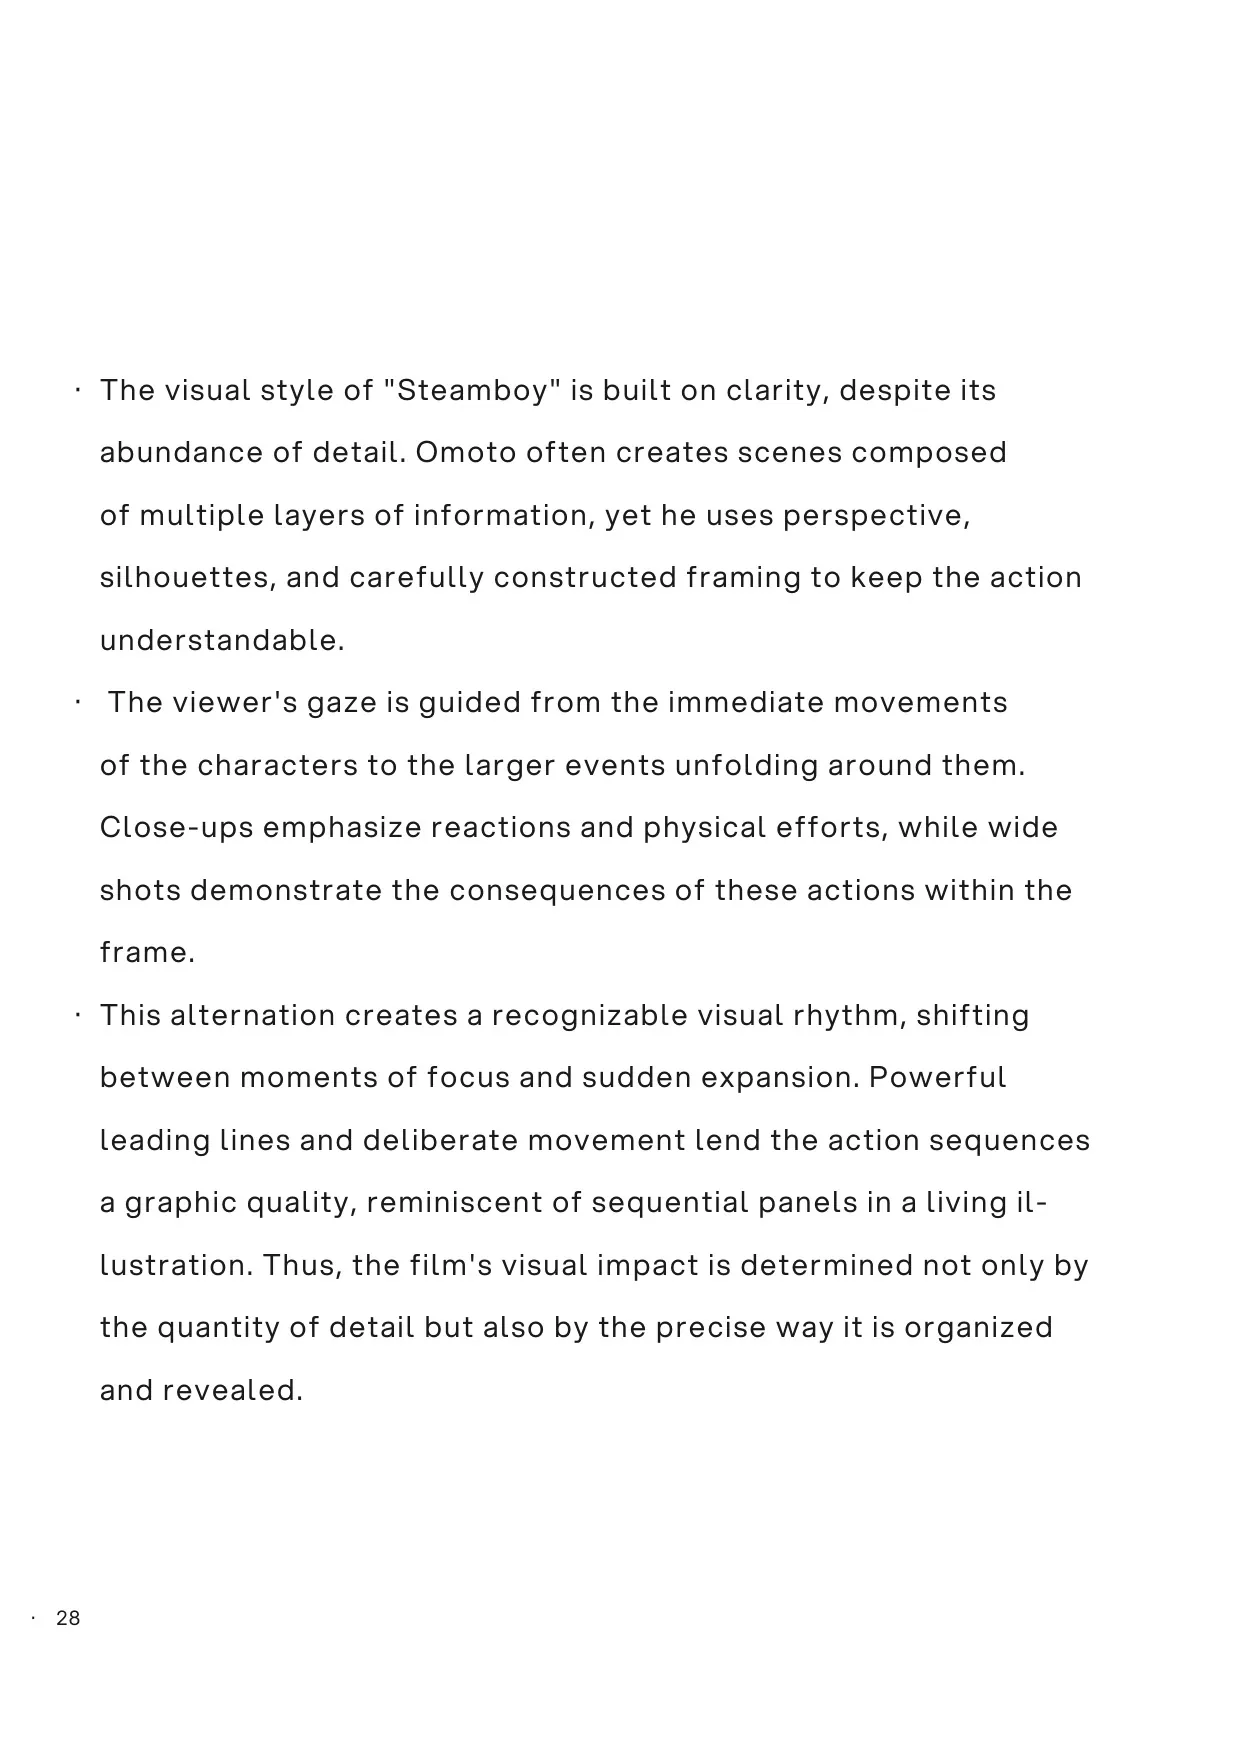 · The visual style of "Steamboy" is built on clarity, despite its
abundance of detail. Omoto often creates scenes composed
of multiple layers of information, yet he uses perspective,
silhouettes, and carefully constructed framing to keep the action
understandable.
· The viewer's gaze is guided from the immediate movements
of the characters to the larger events unfolding around them.
Close-ups emphasize reactions and physical efforts, while wide
shots demonstrate the consequences of these actions within the
frame.
· This alternation creates a recognizable visual rhythm, shifting
between moments of focus and sudden expansion. Powerful
leading lines and deliberate movement lend the action sequences
a graphic quality, reminiscent of sequential panels in a living il-
lustration. Thus, the film's visual impact is determined not only by
the quantity of detail but also by the precise way it is organized
and revealed.
· 28